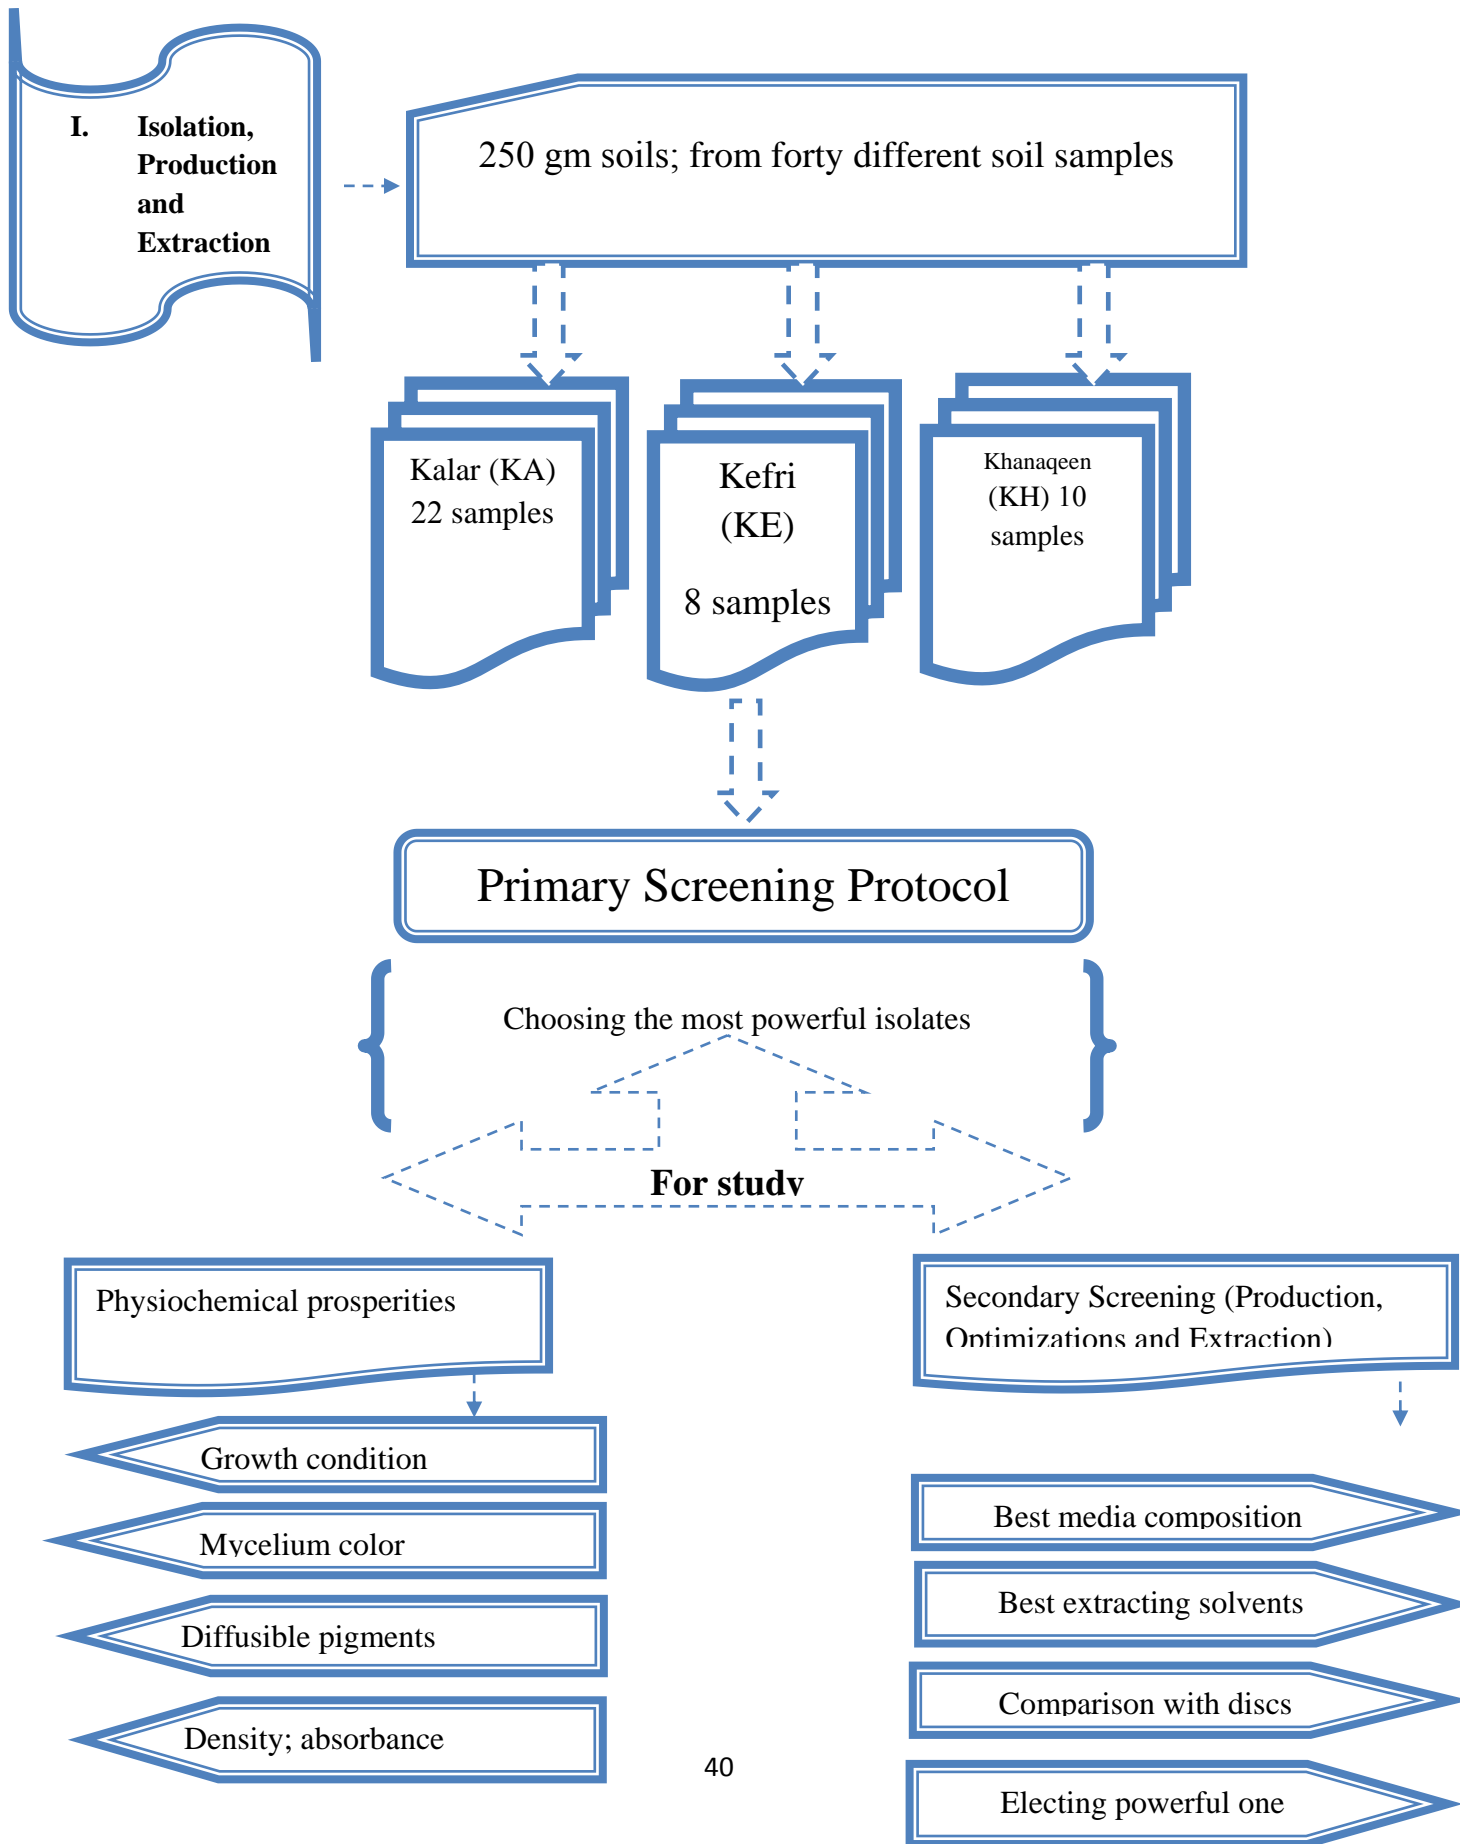 I. Isolation,
Production
and
Extraction
250 gm soils; from forty different soil samples
Kalar (KA)
22 samples
Kefri
(KE)
8 samples
Khanaqeen
(KH) 10
samples
Primary Screening Protocol
Choosing the most powerful isolates
For study
Physiochemical prosperities
Growth condition
Mycelium color
Diffusible pigments
Density; absorbance
Secondary Screening (Production,
Optimizations and Extraction)
Best media composition
Best extracting solvents
Comparison with discs
Electing powerful one
40